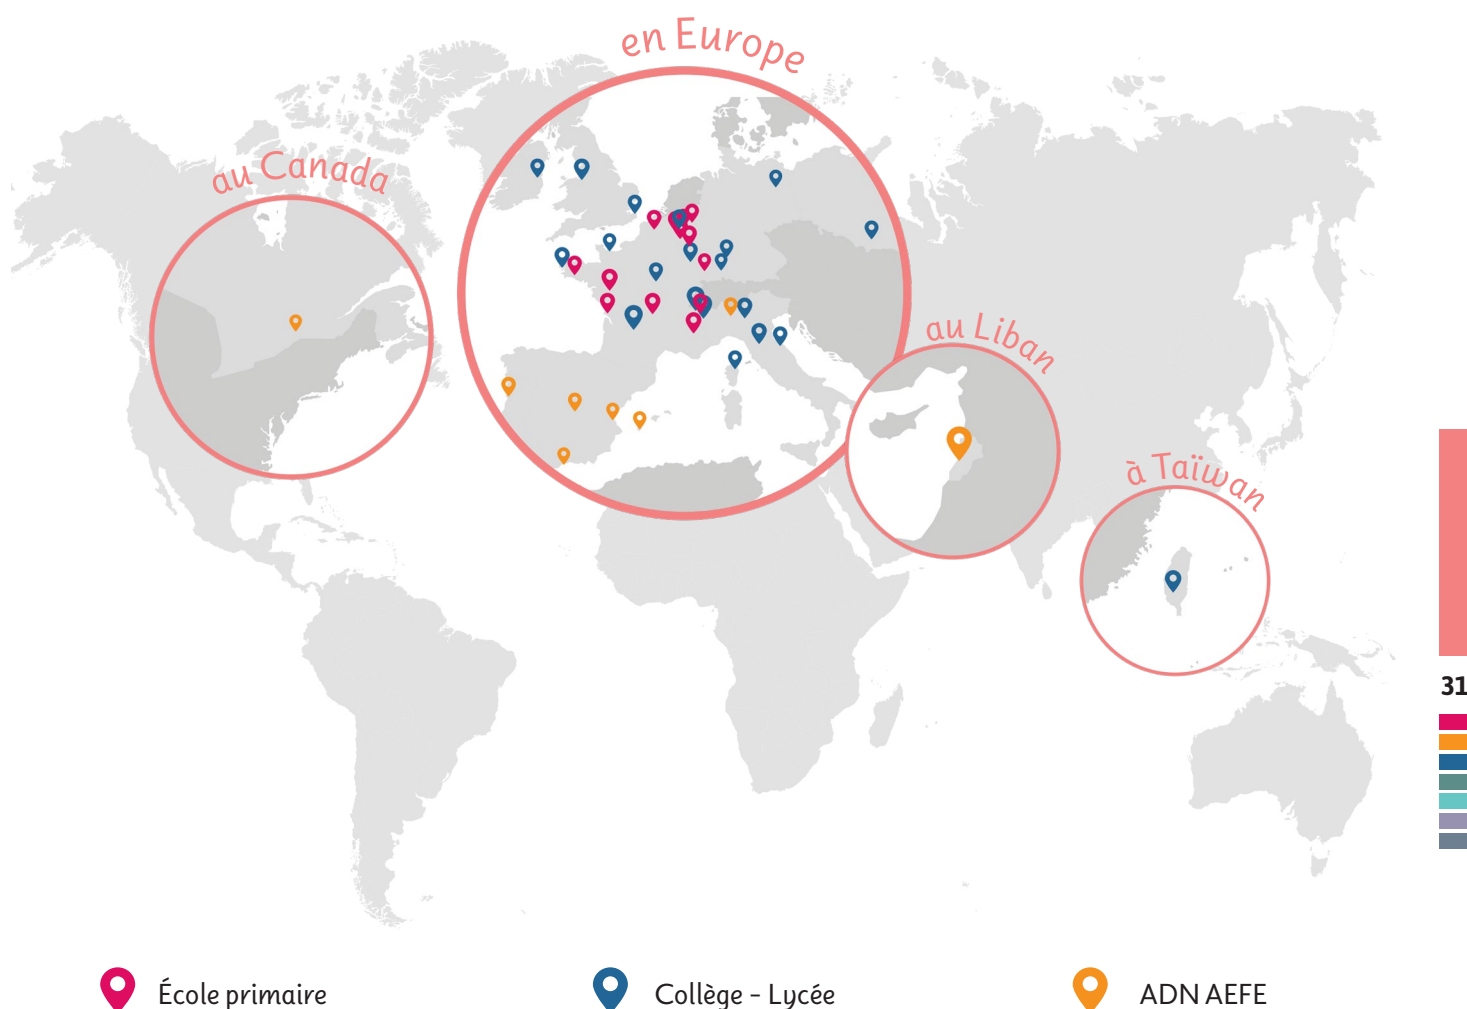 en Europe
au Canada
au Liban
à Taïwan
31
École primaire
Collège - Lycée
ADN AEFE